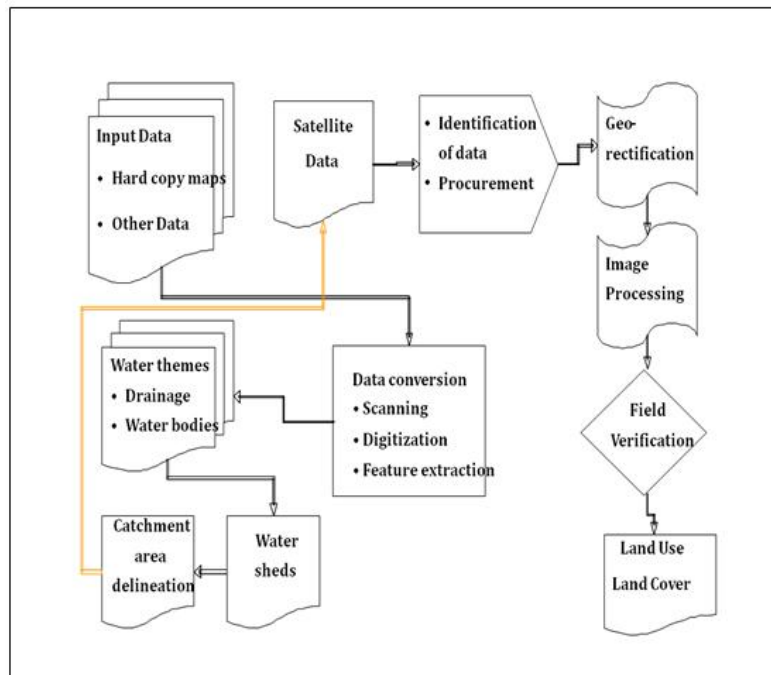 Input Data
• Hard copy maps
• Other Data
Satellite
Data
• Identification
of data
• Procurement
Geo-
rectification
Image
Processing
Water themes
• Drainage
• Water bodies
Data conversion
• Scanning
• Digitization
• Feature extraction
Field
Verification
Catchment
area
delineation
Water
sheds
Land Use
Land Cover